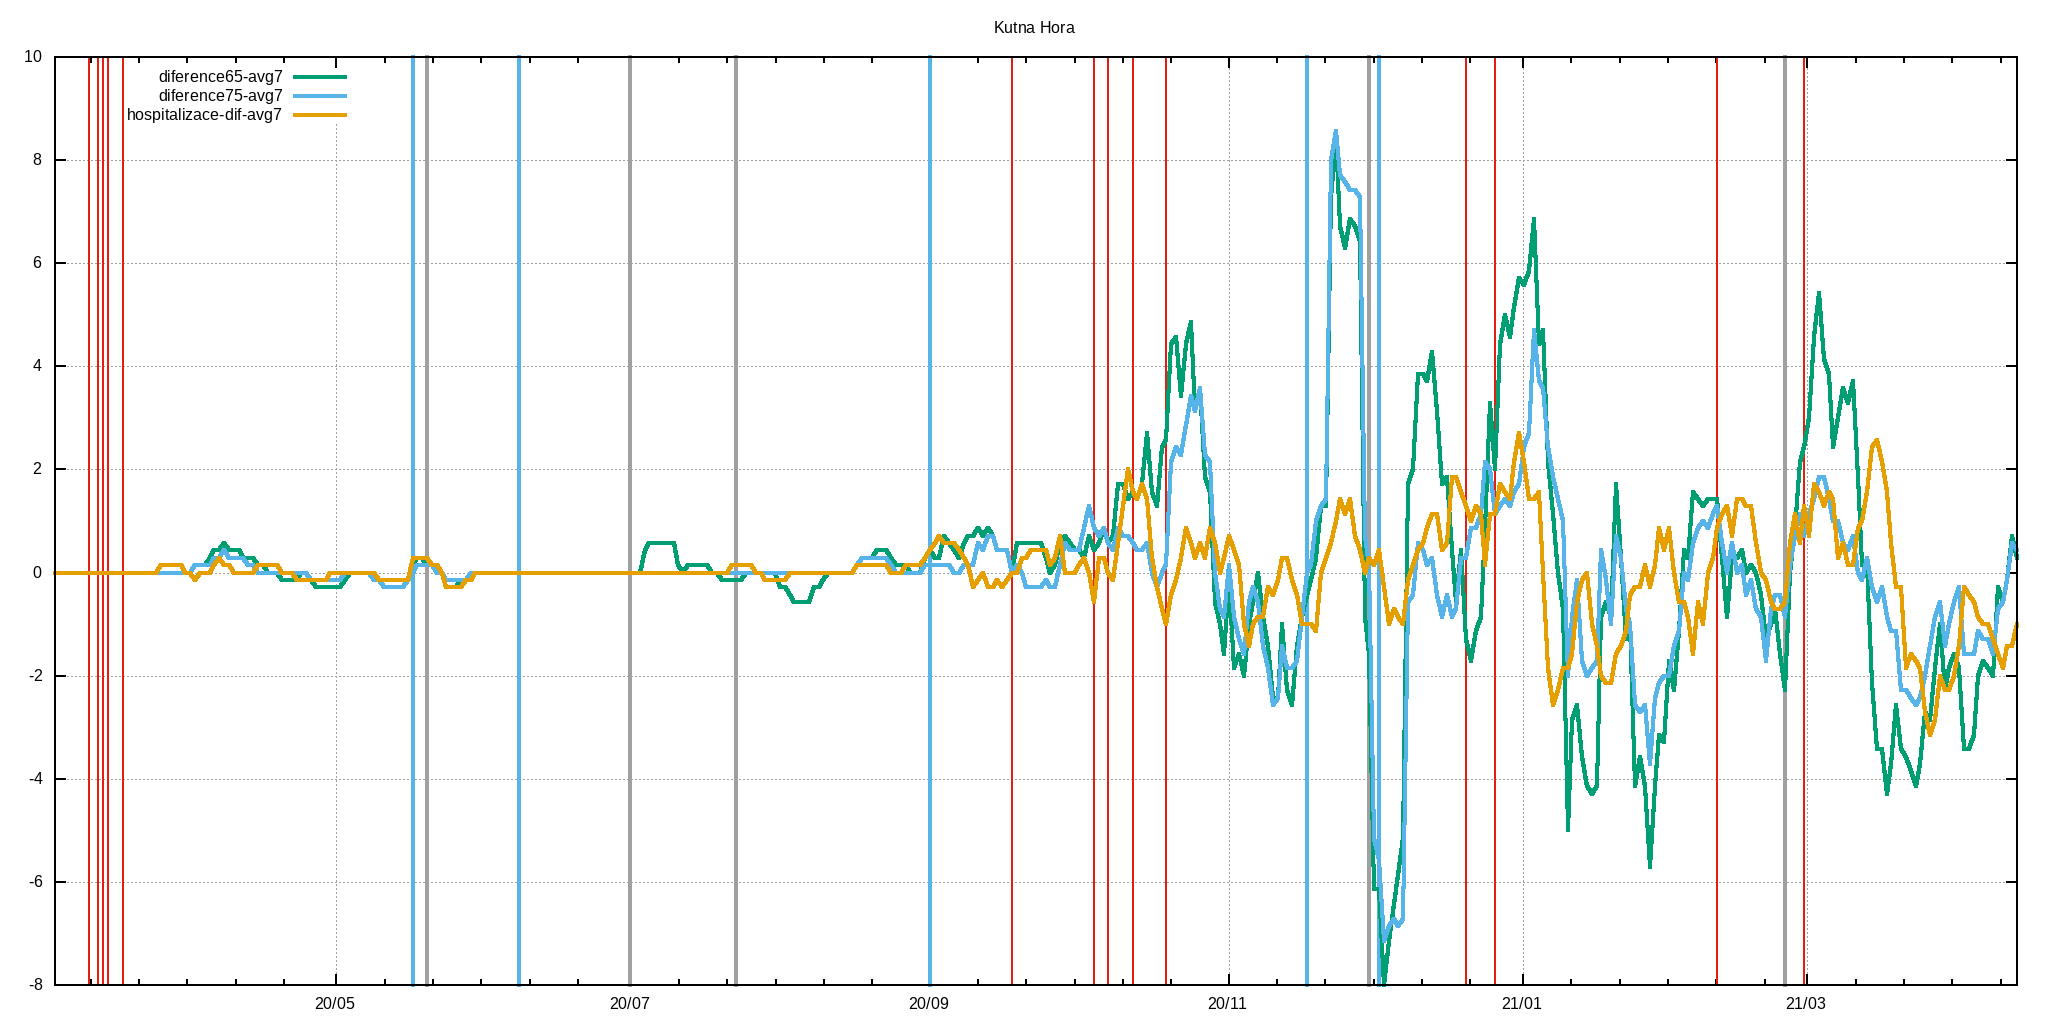 Kutna Hora
diference65-avg7
diference75-avg7
hospitalizace-dif-avg7
10
8
6
4
2
0
-2
-4
-6
-8
20/05 20/07 20/09 20/11 21/01 21/03